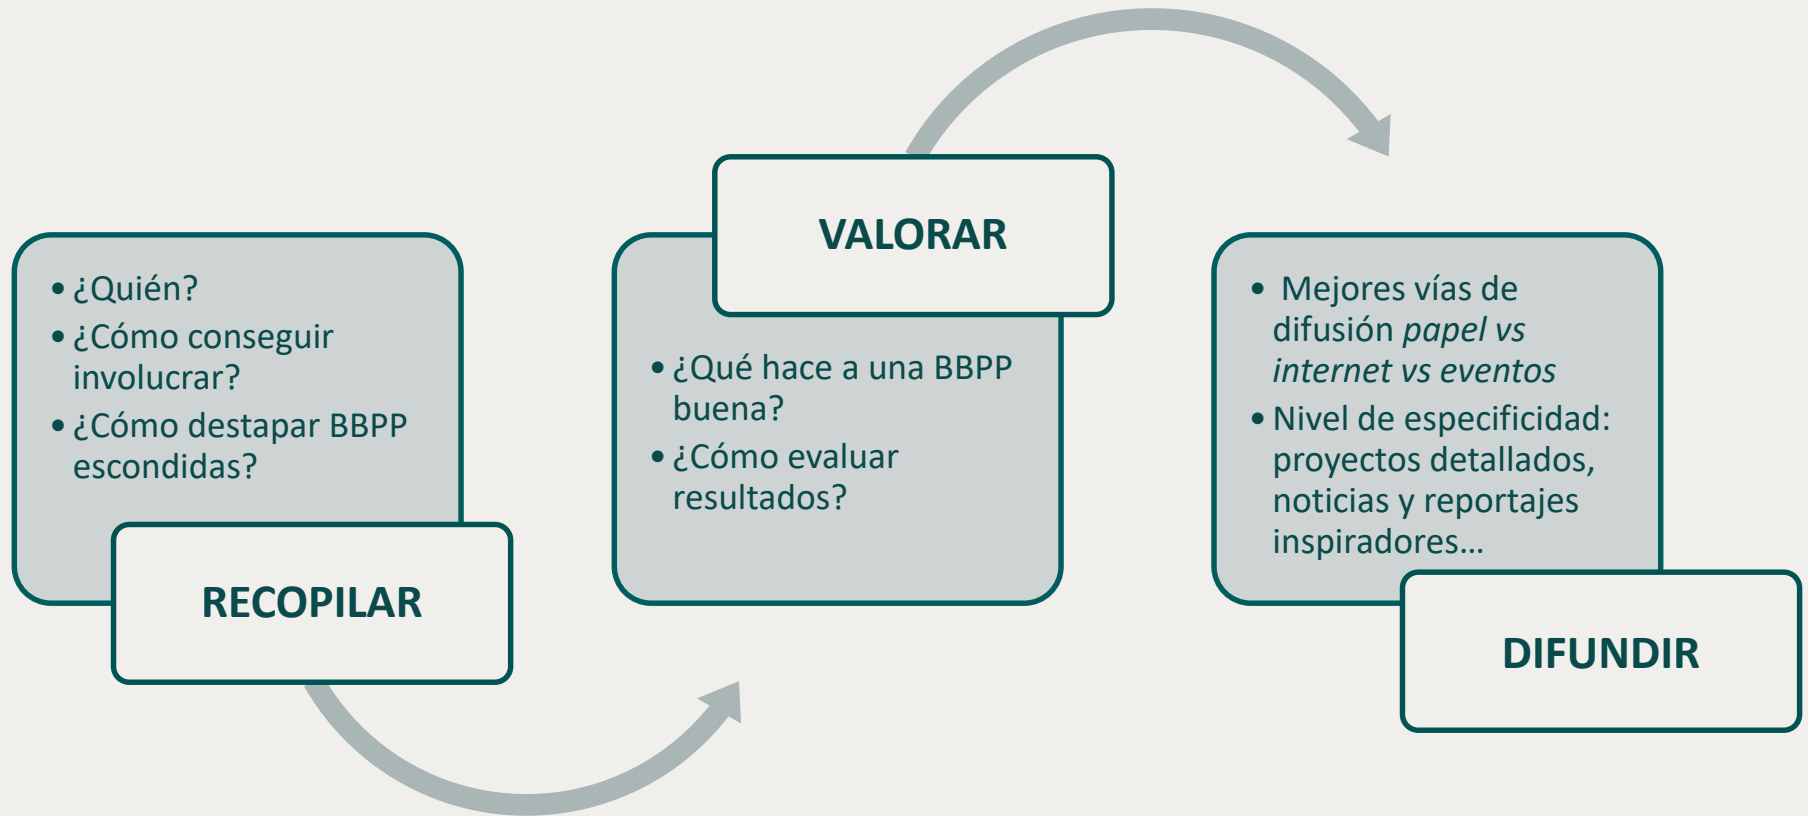 • ¿Quién?
• ¿Cómo conseguir
involucrar?
• ¿Cómo destapar BBPP
escondidas?
RECOPILAR
VALORAR
• ¿Qué hace a una BBPP
buena?
• ¿Cómo evaluar
resultados?
• Mejores vías de
difusión papel vs
internet vs eventos
• Nivel de especificidad:
proyectos detallados,
noticias y reportajes
inspiradores…
DIFUNDIR